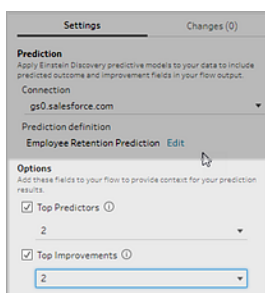 Settings Changes (0)
Prediction
Apply Einstein Discovery predictive models to your data to include
predicted outcome and improvement fields in your flow output.
Connection
gs0.salesforce.com
Prediction definition
Employee Retention Prediction Edit
Options
Add these fields to your flow to provide context for your prediction
results.
Top Predictors
2
Top Improvements
2